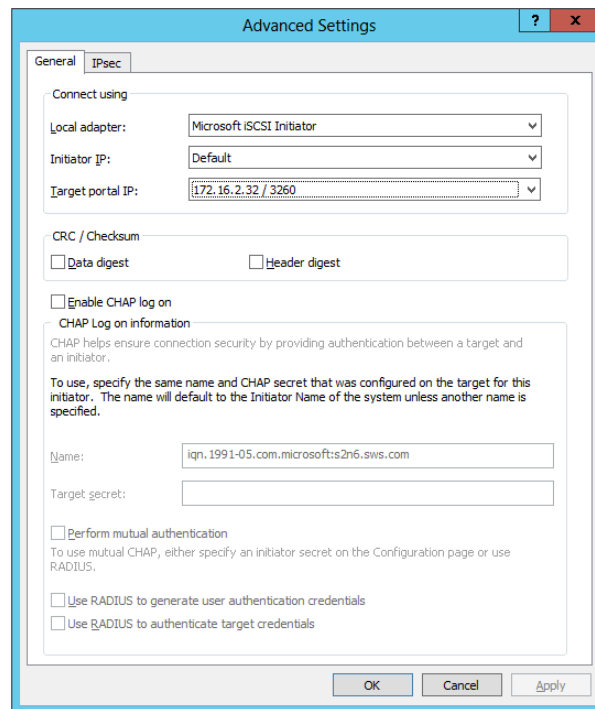 Advanced Settings
? x
General IPsec
Connect using
Local adapter: Microsoft iSCSI Initiator
Initiator IP: Default
Target portal IP: 172.16.2.32 / 3260
CRC / Checksum
Data digest Header digest
Enable CHAP log on
CHAP Log on information
CHAP helps ensure connection security by providing authentication between a target and
an initiator.
To use, specify the same name and CHAP secret that was configured on the target for this
initiator. The name will default to the Initiator Name of the system unless another name is
specified.
Name: iqn.1991-05.com.microsoft:s2n6.sws.com
Target secret:
Perform mutual authentication
To use mutual CHAP, either specify an initiator secret on the Configuration page or use
RADIUS.
Use RADIUS to generate user authentication credentials
Use RADIUS to authenticate target credentials
OK Cancel Apply